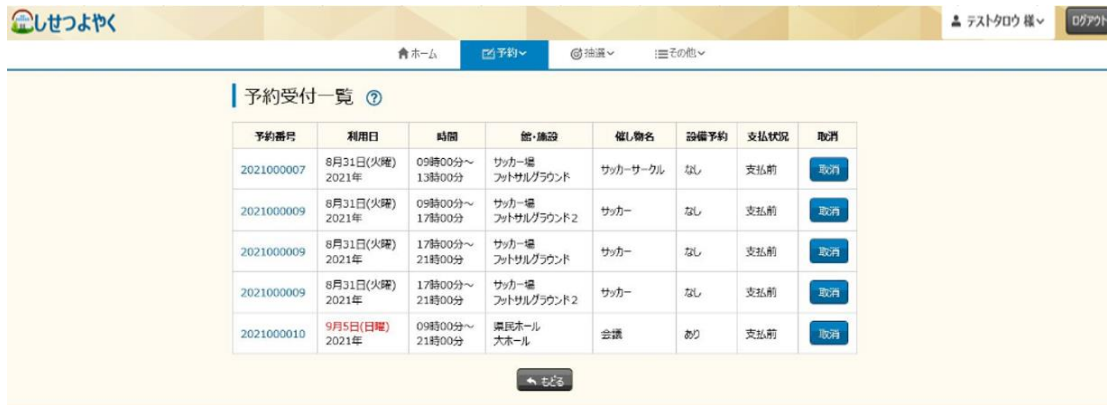 しせつよやく
テストタロウ 様
ログアウト
ホーム 予約 抽選 その他
予約受付一覧 ?
予約番号 利用日 時間 館・施設 催し物名 設備予約 支払状況 取消
2021000007 8月31日(火曜) 2021年 09時00分～ 13時00分 サッカー場 フットサルグラウンド サッカーサークル なし 支払前 取消
2021000009 8月31日(火曜) 2021年 09時00分～ 17時00分 サッカー場 フットサルグラウンド2 サッカー なし 支払前 取消
2021000009 8月31日(火曜) 2021年 17時00分～ 21時00分 サッカー場 フットサルグラウンド サッカー なし 支払前 取消
2021000009 8月31日(火曜) 2021年 17時00分～ 21時00分 サッカー場 フットサルグラウンド2 サッカー なし 支払前 取消
2021000010 9月5日(日曜) 2021年 09時00分～ 21時00分 県民ホール 大ホール 会議 あり 支払前 取消
もどる